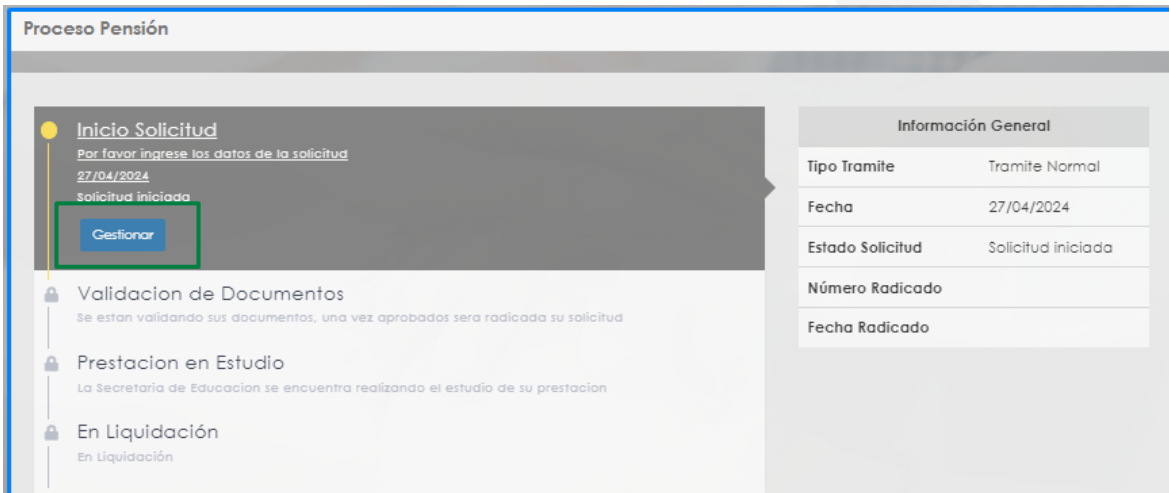 Proceso Pensión
Inicio Solicitud
Por favor ingrese los datos de la solicitud
27/04/2024
Solicitud iniciada
Gestionar
Validacion de Documentos
Se estan validando sus documentos, una vez aprobados sera radicada su solicitud
Prestacion en Estudio
La Secretaria de Educacion se encuentra realizando el estudio de su prestacion
En Liquidación
En Liquidación
Información General
Tipo Tramite Tramite Normal
Fecha 27/04/2024
Estado Solicitud Solicitud iniciada
Número Radicado
Fecha Radicado